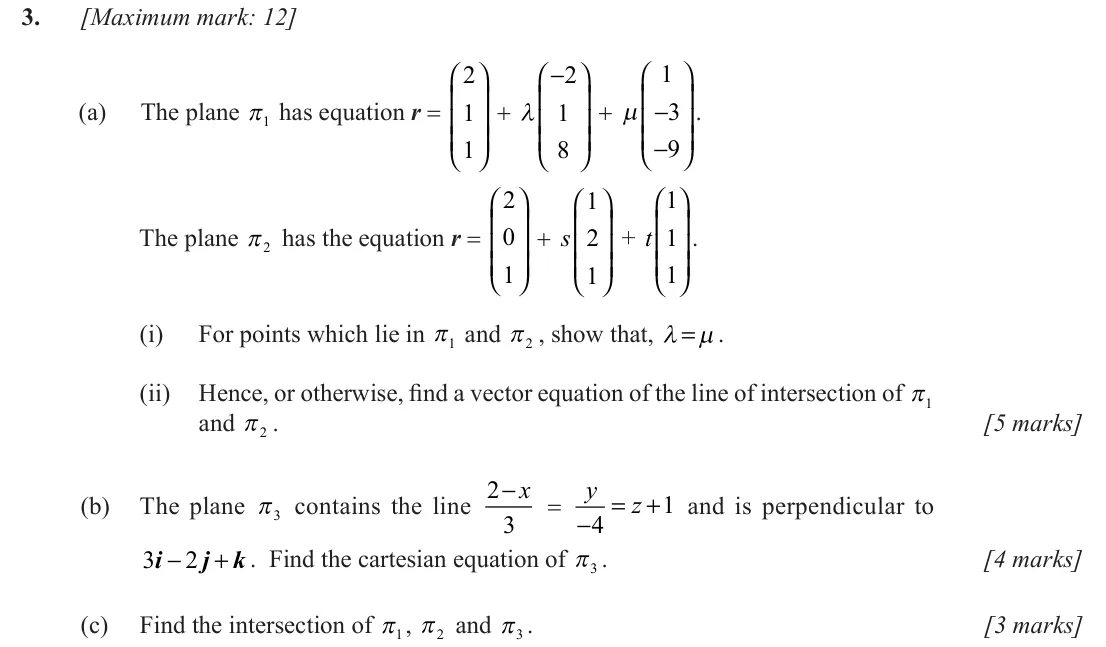 3. [Maximum mark: 12]
(a) The plane π₁ has equation r = (2 1 1) + λ (−2 1 8) + μ (1 −3 −9).
The plane π₂ has the equation r = (2 0 1) + s (1 2 1) + t (1 1 1).
(i) For points which lie in π₁ and π₂, show that, λ = μ.
(ii) Hence, or otherwise, find a vector equation of the line of intersection of π₁
and π₂. [5 marks]
(b) The plane π₃ contains the line (2−x)/3 = y/−4 = z+1 and is perpendicular to
3i − 2j + k. Find the cartesian equation of π₃. [4 marks]
(c) Find the intersection of π₁, π₂ and π₃. [3 marks]